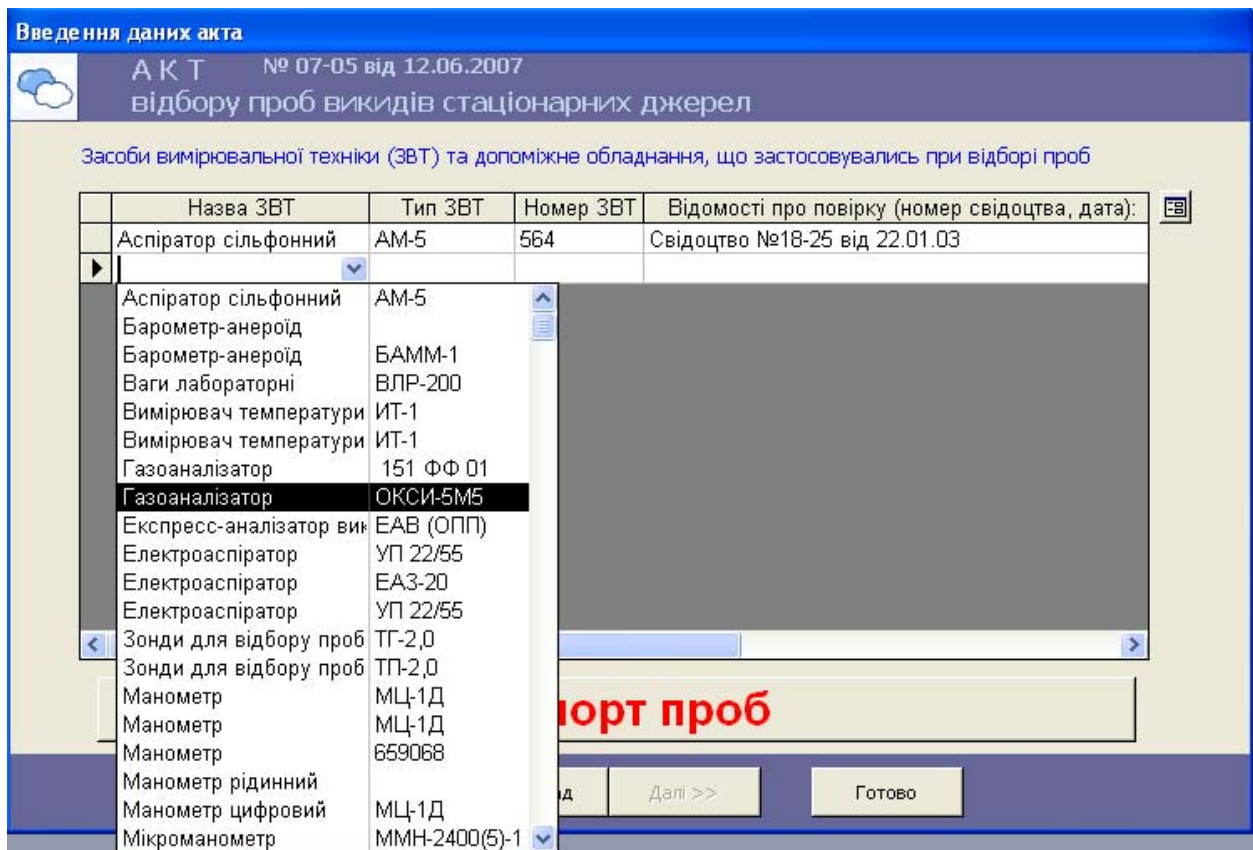 Введення даних акта
А К Т № 07-05 від 12.06.2007
відбору проб викидів стаціонарних джерел
Засоби вимірювальної техніки (ЗВТ) та допоміжне обладнання, що застосовувались при відборі проб
Назва ЗВТ Тип ЗВТ Номер ЗВТ Відомості про повірку (номер свідоцтва, дата):
Аспіратор сільфонний АМ-5 564 Свідоцтво №18-25 від 22.01.03
Аспіратор сільфонний АМ-5
Барометр-анероїд
Барометр-анероїд БАММ-1
Ваги лабораторні ВЛР-200
Вимірювач температури ИТ-1
Вимірювач температури ИТ-1
Газоаналізатор 151 ФФ 01
Газоаналізатор ОКСИ-5М5
Експресс-аналізатор вик ЕАВ (ОПП)
Електроаспіратор УП 22/55
Електроаспіратор ЕАЗ-20
Електроаспіратор УП 22/55
Зонди для відбору проб ТГ-2,0
Зонди для відбору проб ТП-2,0
Манометр МЦ-1Д
Манометр МЦ-1Д
Манометр 659068
Манометр рідинний
Манометр цифровий МЦ-1Д
Мікроманометр ММН-2400(5)-1
порт проб
Далі >> Готово